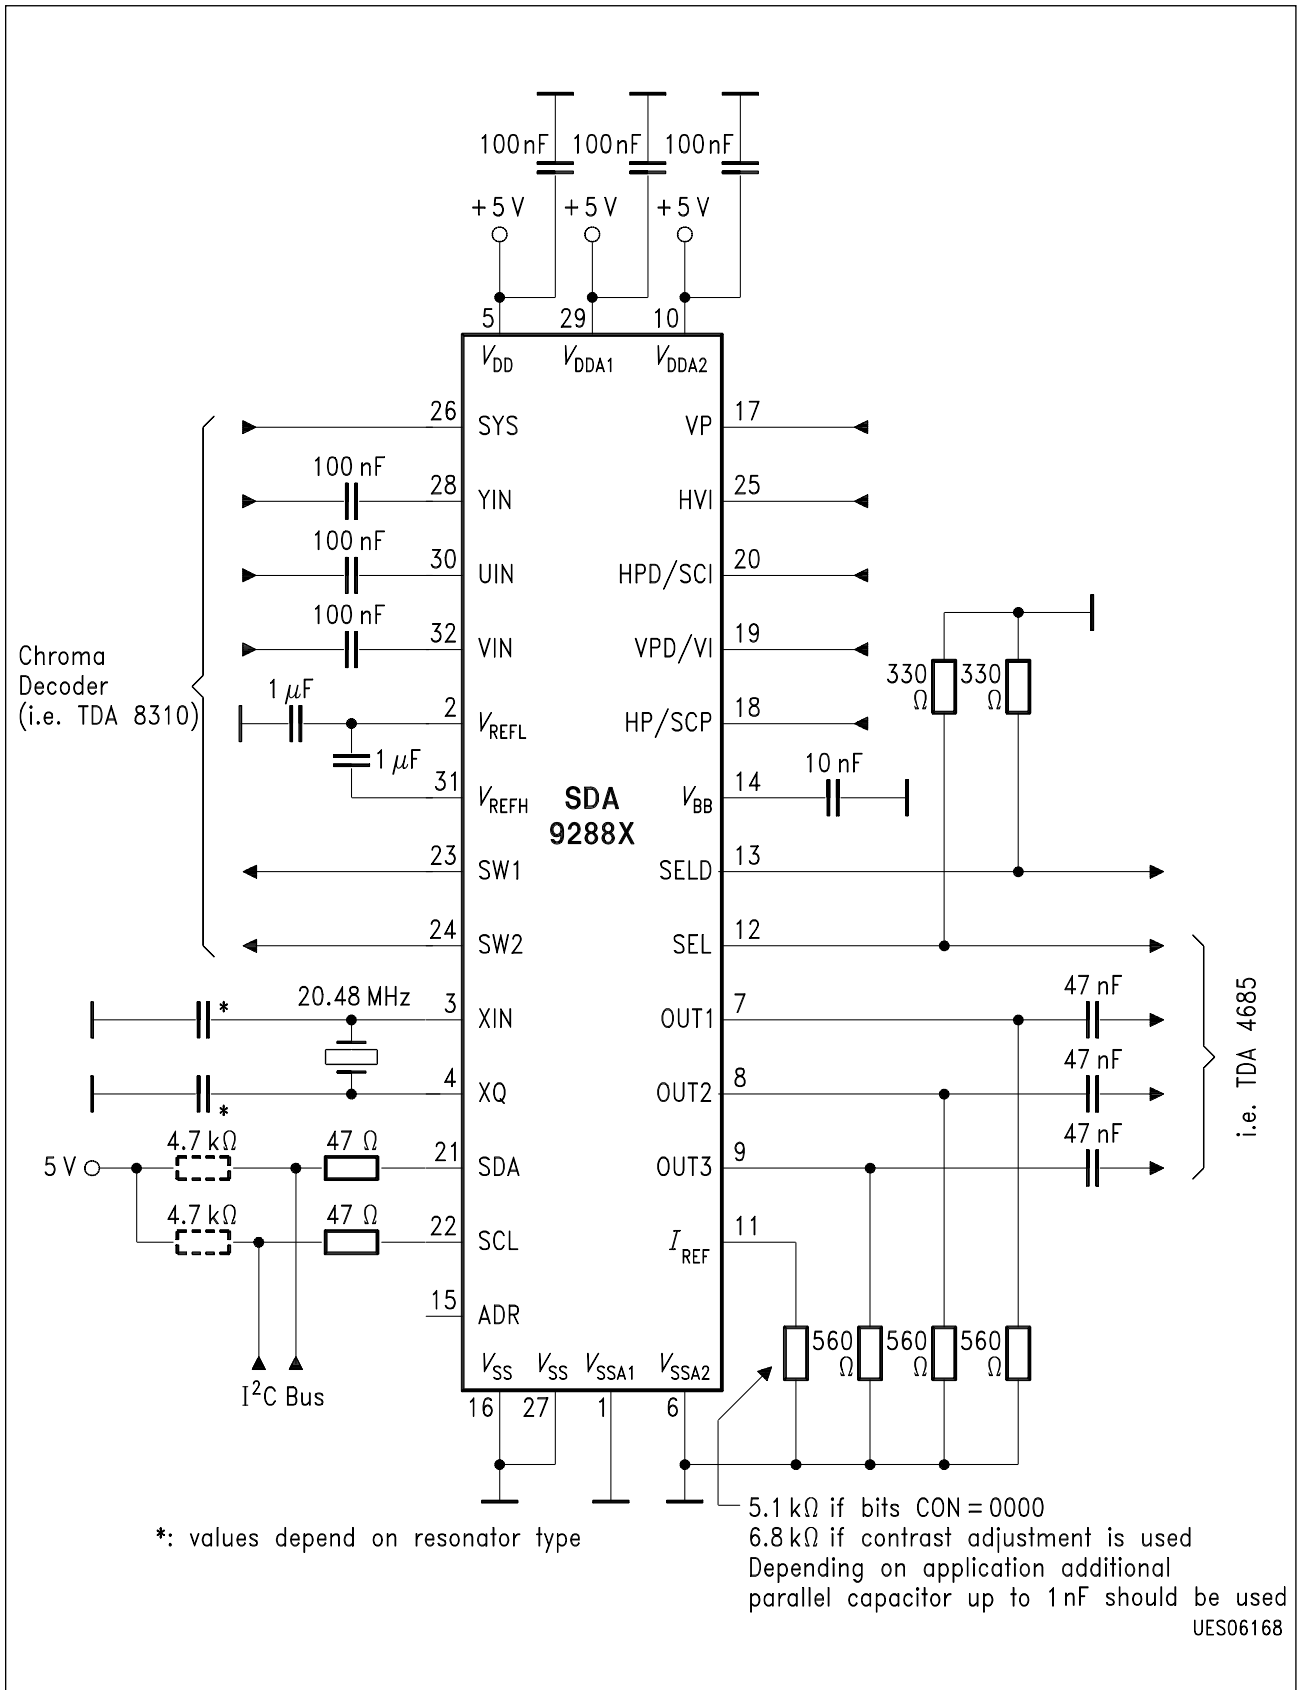 100 nF 100 nF 100 nF
+5 V +5 V +5 V
5 29 10
VDD VDDA1 VDDA2
26 SYS VP 17
100 nF
28 YIN HVI 25
100 nF
30 UIN HPD/SCI 20
100 nF
32 VIN VPD/VI 19
Chroma
Decoder
(i.e. TDA 8310)
330 Ω 330 Ω
1 µF
2 VREFL HP/SCP 18
1 µF
10 nF
31 VREFH VBB 14
SDA
9288X
23 SW1 SELD 13
24 SW2 SEL 12
20.48 MHz
* 3 XIN OUT1 7 47 nF
* 4 XQ OUT2 8 47 nF
i.e. TDA 4685
5 V 4.7 kΩ 47 Ω 21 SDA OUT3 9 47 nF
4.7 kΩ 47 Ω 22 SCL IREF 11
15 ADR
560 Ω 560 Ω 560 Ω
VSS VSS VSSA1 VSSA2
I²C Bus
16 27 1 6
*: values depend on resonator type
5.1 kΩ if bits CON = 0000
6.8 kΩ if contrast adjustment is used
Depending on application additional
parallel capacitor up to 1 nF should be used
UES06168